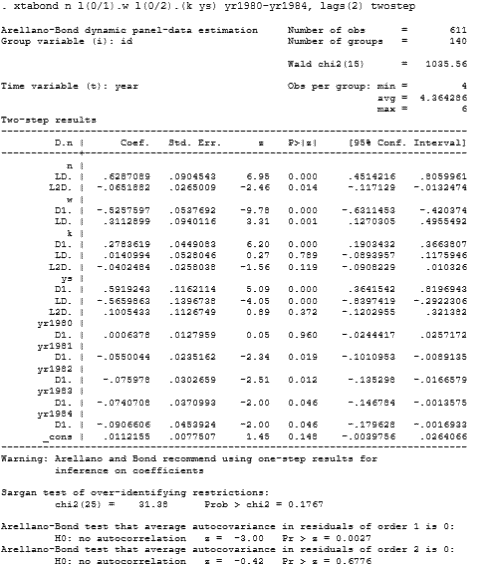 . xtabond n l(0/1).w l(0/2).(k ys) yr1980-yr1984, lags(2) twostep
Arellano-Bond dynamic panel-data estimation Number of obs = 611
Group variable (i): id Number of groups = 140
Wald chi2(15) = 1035.56
Time variable (t): year Obs per group: min = 4
avg = 4.364286
max = 6
Two-step results
D.n | Coef. Std. Err. z P>|z| [95% Conf. Interval]
n |
LD. | .6287089 .0904543 6.95 0.000 .4514216 .8059961
L2D. | -.0651882 .0265009 -2.46 0.014 -.117129 -.0132474
w |
D1. | -.5257597 .0537692 -9.78 0.000 -.6311453 -.420374
LD. | .3112899 .0940116 3.31 0.001 .1270305 .4955492
k |
D1. | .2783619 .0449083 6.20 0.000 .1903432 .3663807
LD. | .0140994 .0528046 0.27 0.789 -.0893957 .1175946
L2D. | -.0402484 .0258038 -1.56 0.119 -.0908229 .010326
ys |
D1. | .5919243 .1162114 5.09 0.000 .3641542 .8196943
LD. | -.5659863 .1396738 -4.05 0.000 -.8397419 -.2922306
L2D. | .1005433 .1126749 0.89 0.372 -.1202955 .321382
yr1980 |
D1. | .0006378 .0127959 0.05 0.960 -.0244417 .0257172
yr1981 |
D1. | -.0550044 .0235162 -2.34 0.019 -.1010953 -.0089135
yr1982 |
D1. | -.075978 .0302659 -2.51 0.012 -.135298 -.0166579
yr1983 |
D1. | -.0740708 .0370993 -2.00 0.046 -.146784 -.0013575
yr1984 |
D1. | -.0906606 .0453924 -2.00 0.046 -.179628 -.0016933
_cons | .0112155 .0077507 1.45 0.148 -.0039756 .0264066
Warning: Arellano and Bond recommend using one-step results for
inference on coefficients
Sargan test of over-identifying restrictions:
chi2(25) = 31.38 Prob > chi2 = 0.1767
Arellano-Bond test that average autocovariance in residuals of order 1 is 0:
H0: no autocorrelation z = -3.00 Pr > z = 0.0027
Arellano-Bond test that average autocovariance in residuals of order 2 is 0:
H0: no autocorrelation z = -0.42 Pr > z = 0.6776